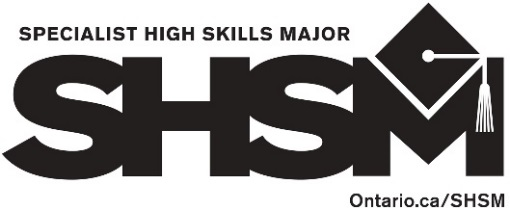 SPECIALIST HIGH SKILLS MAJOR
SHSM
Ontario.ca/SHSM